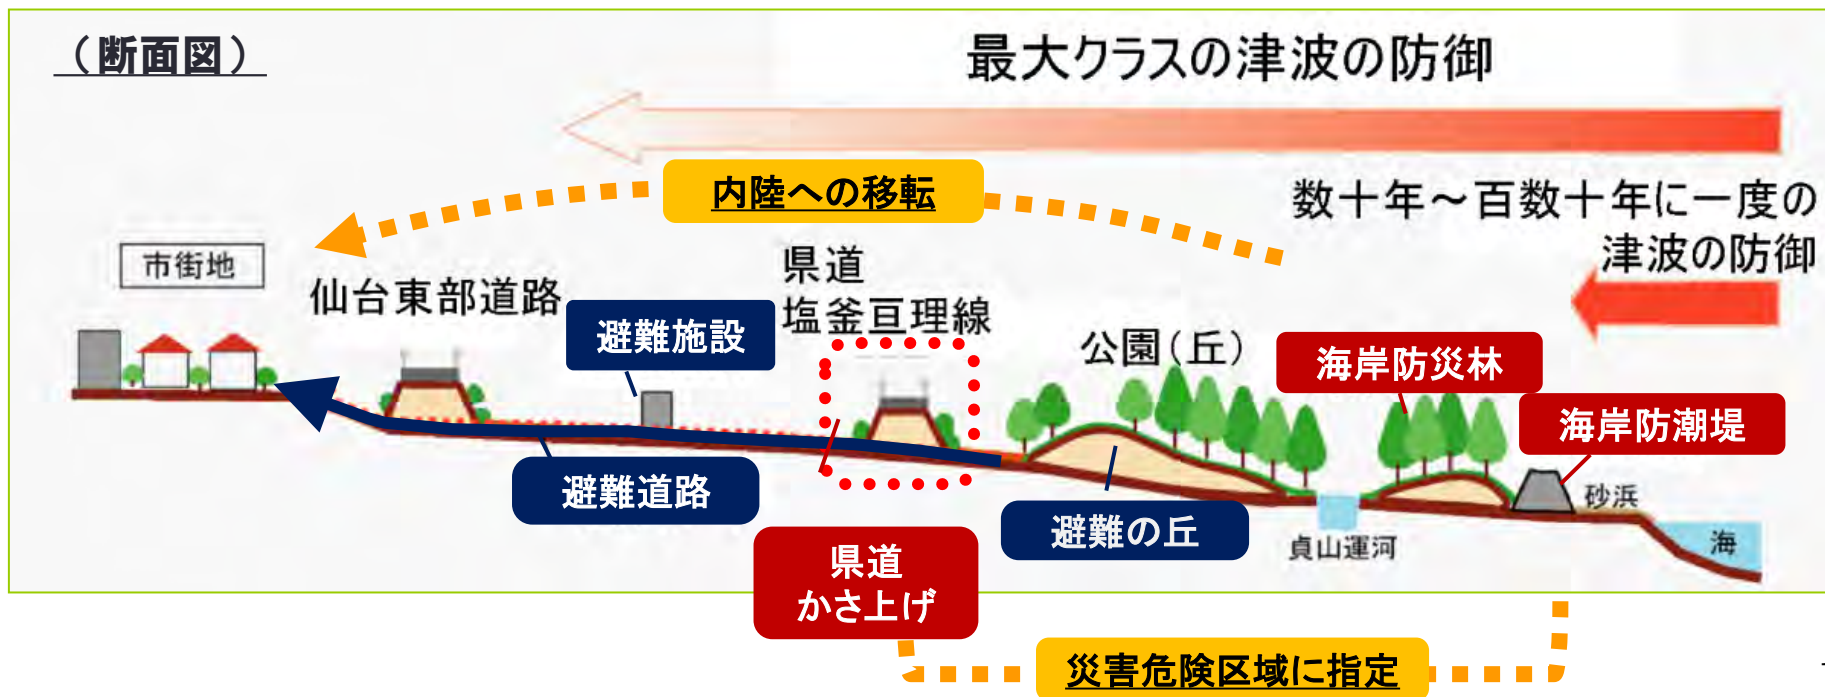 （断面図）
最大クラスの津波の防御
内陸への移転
数十年～百数十年に一度の
津波の防御
市街地
仙台東部道路
避難施設
県道
塩釜亘理線
公園（丘）
海岸防災林
海岸防潮堤
避難道路
避難の丘
貞山運河
砂浜
海
県道
かさ上げ
災害危険区域に指定